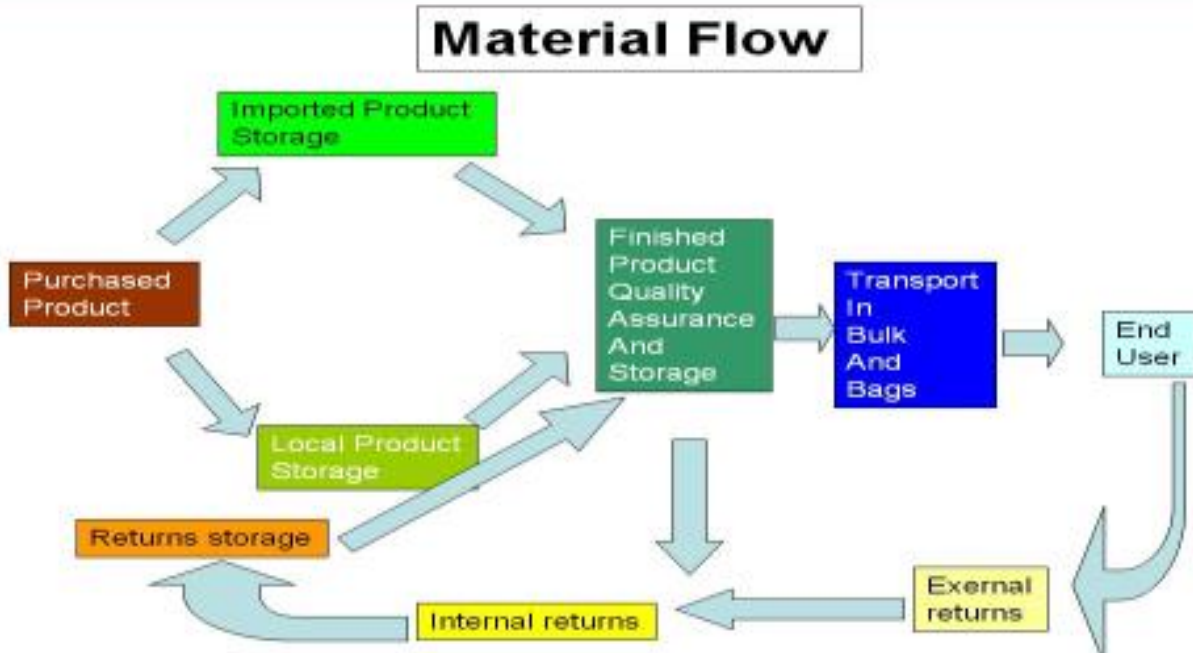 Material Flow
Imported Product
Storage
Purchased
Product
Finished
Product
Quality
Assurance
And
Storage
Transport
In
Bulk
And
Bags
End
User
Local Product
Storage
Returns storage
Internal returns
Exernal
returns